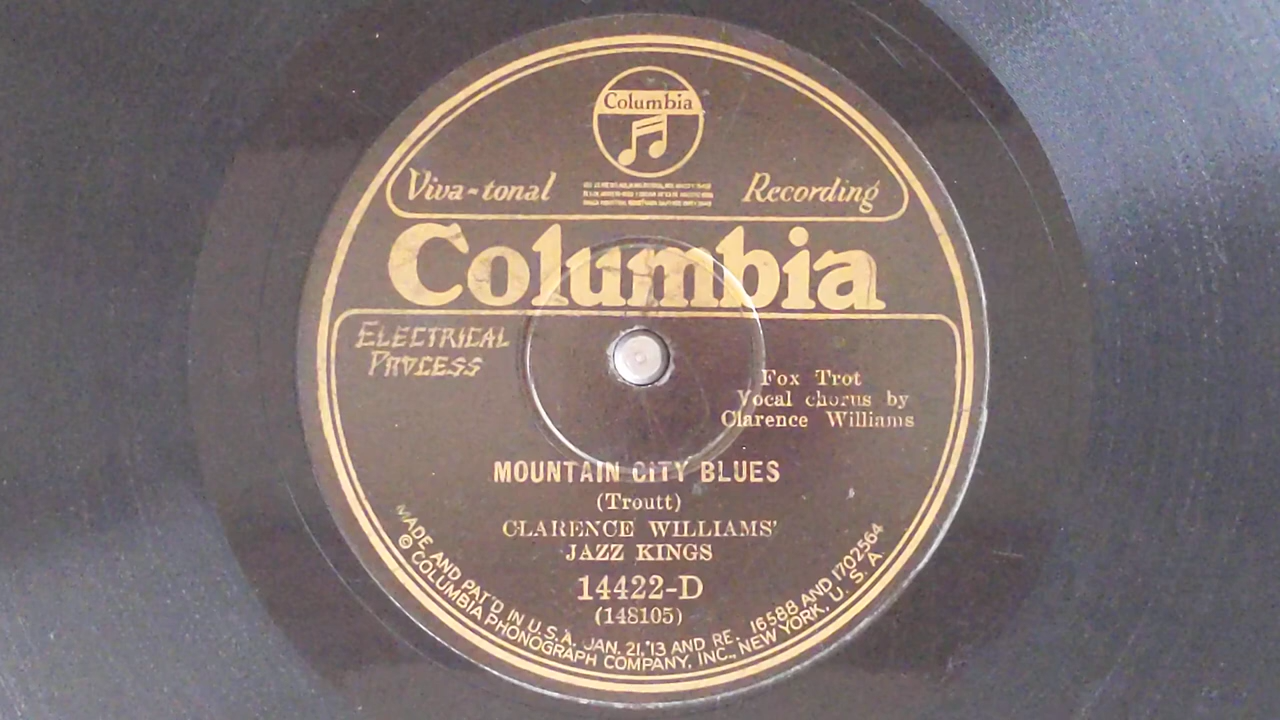 Columbia
Viva-tonal Recording
Columbia
ELECTRICAL
PROCESS
Fox Trot
Vocal chorus by
Clarence Williams
MOUNTAIN CITY BLUES
(Troutt)
CLARENCE WILLIAMS'
JAZZ KINGS
14422-D
(148105)
MADE AND PAT'D IN U.S.A. JAN. 21, '13 AND RE. 16588 AND 1702564
© COLUMBIA PHONOGRAPH COMPANY, INC., NEW YORK, U. S. A.